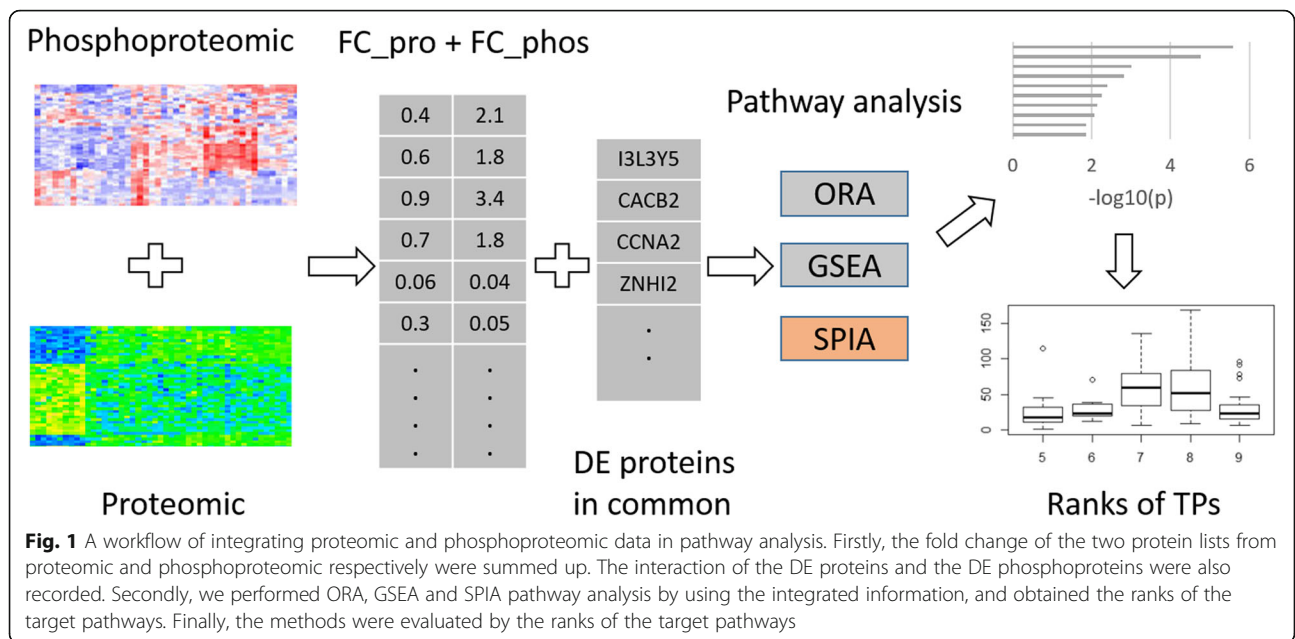 Phosphoproteomic
Proteomic
FC_pro + FC_phos
0.4 2.1
0.6 1.8
0.9 3.4
0.7 1.8
0.06 0.04
0.3 0.05
. .
. .
. .
. .
I3L3Y5
CACB2
CCNA2
ZNHI2
.
.
DE proteins
in common
Pathway analysis
ORA
GSEA
SPIA
0 2 4 6
-log10(p)
150
100
50
0
5 6 7 8 9
Ranks of TPs
Fig. 1 A workflow of integrating proteomic and phosphoproteomic data in pathway analysis. Firstly, the fold change of the two protein lists from
proteomic and phosphoproteomic respectively were summed up. The interaction of the DE proteins and the DE phosphoproteins were also
recorded. Secondly, we performed ORA, GSEA and SPIA pathway analysis by using the integrated information, and obtained the ranks of the
target pathways. Finally, the methods were evaluated by the ranks of the target pathways